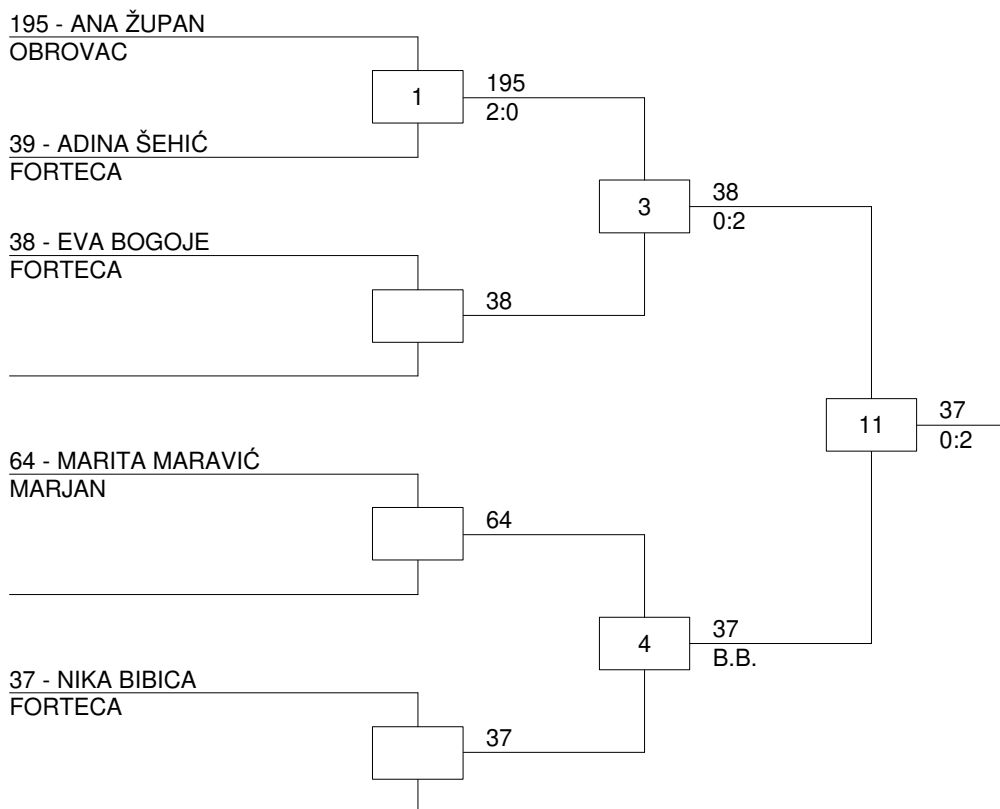 195 - ANA ŽUPAN
OBROVAC
1
195
2:0
39 - ADINA ŠEHIĆ
FORTECA
3
38
0:2
38 - EVA BOGOJE
FORTECA
38
11
37
0:2
64 - MARITA MARAVIĆ
MARJAN
64
4
37
B.B.
37 - NIKA BIBICA
FORTECA
37